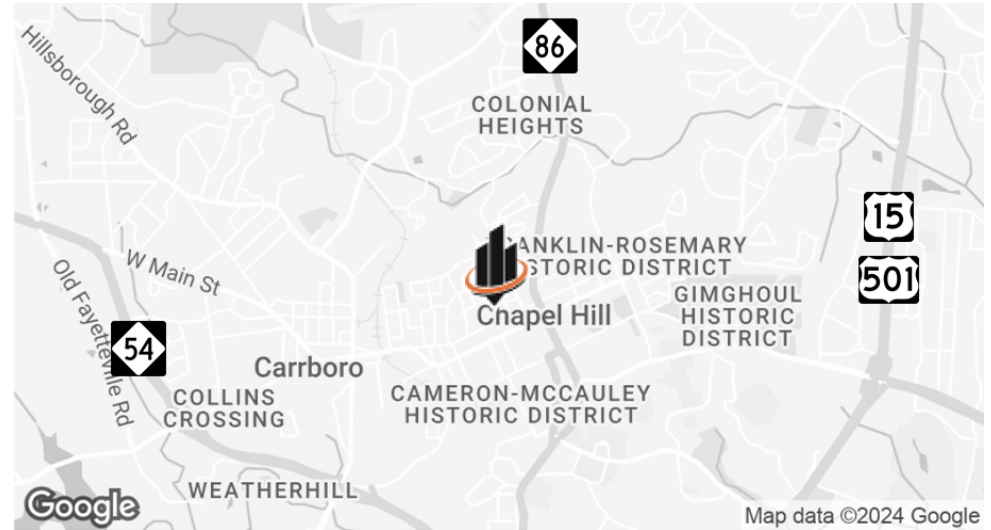 86
Hillsborough Rd
COLONIAL
HEIGHTS
15
W Main St
HISTORIC DISTRICT
501
Old Fayetteville Rd
GIMGHOUL
HISTORIC
DISTRICT
Chapel Hill
54
Carrboro
COLLINS
CROSSING
CAMERON-MCCAULEY
HISTORIC DISTRICT
WEATHERHILL
Google
Map data ©2024 Google